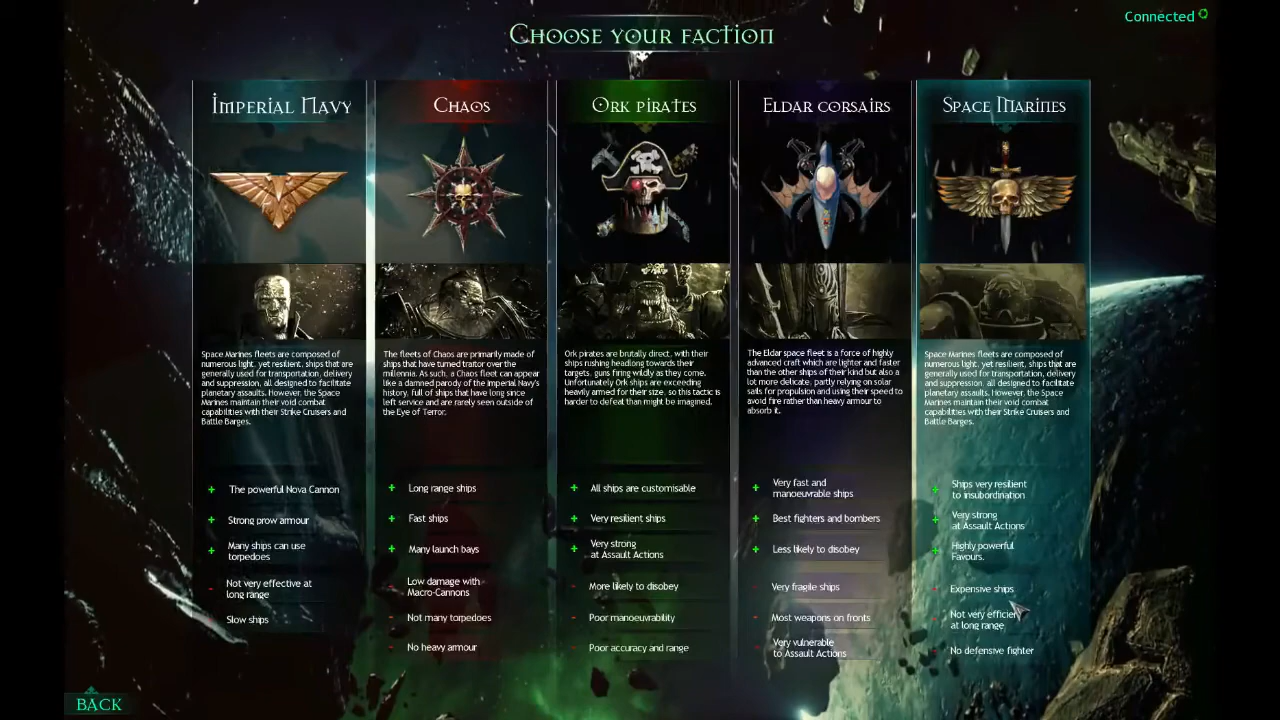 Connected
Choose your faction
Imperial Navy
Space Marines fleets are composed of
numerous light, yet resilient, ships that are
generally used for transportation, delivery
and suppression, all designed to facilitate
planetary assaults. However, the Space
Marines maintain their void combat
capabilities with their Strike Cruisers and
Battle Barges.
+ The powerful Nova Cannon
+ Strong prow armour
+ Many ships can use
torpedoes
- Not very effective at
long range
- Slow ships
Chaos
The fleets of Chaos are primarily made of
ships that have turned traitor over the
millennia. As such, a Chaos fleet can appear
like a damned parody of the Imperial Navy's
history, full of ships that have long since
left service and are rarely seen outside of
the Eye of Terror.
+ Long range ships
+ Fast ships
+ Many launch bays
- Low damage with
Macro-Cannons
- Not many torpedoes
- No heavy armour
Ork pirates
Ork pirates are brutally direct, with their
ships rushing headlong towards their
targets, guns firing wildly as they come.
Unfortunately Ork ships are exceeding
heavily armed for their size, so this tactic is
harder to defeat than might be imagined.
+ All ships are customisable
+ Very resilient ships
+ Very strong
at Assault Actions
- More likely to disobey
- Poor manoeuvrability
- Poor accuracy and range
Eldar corsairs
The Eldar space fleet is a force of highly
advanced craft which are lighter and faster
than the other ships of their kind but also a
lot more delicate, partly relying on solar
sails for propulsion and using their speed to
avoid fire rather than heavy armour to
absorb it.
+ Very fast and
manoeuvrable ships
+ Best fighters and bombers
+ Less likely to disobey
- Very fragile ships
- Most weapons on fronts
- Very vulnerable
to Assault Actions
Space Marines
Space Marines fleets are composed of
numerous light, yet resilient, ships that are
generally used for transportation, delivery
and suppression, all designed to facilitate
planetary assaults. However, the Space
Marines maintain their void combat
capabilities with their Strike Cruisers and
Battle Barges.
+ Ships very resilient
to insubordination
+ Very strong
at Assault Actions
+ Highly powerful
Favours.
- Expensive ships
- Not very efficien
at long range
- No defensive fighter
BACK